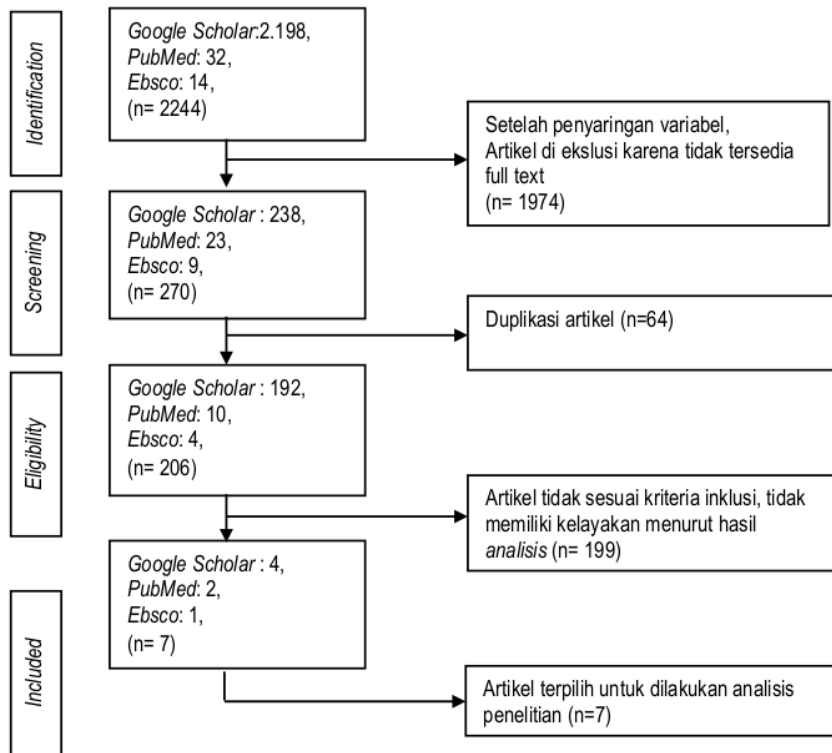 Identification
Google Scholar:2.198,
PubMed: 32,
Ebsco: 14,
(n= 2244)
Setelah penyaringan variabel,
Artikel di ekslusi karena tidak tersedia
full text
(n= 1974)
Screening
Google Scholar : 238,
PubMed: 23,
Ebsco: 9,
(n= 270)
Duplikasi artikel (n=64)
Eligibility
Google Scholar : 192,
PubMed: 10,
Ebsco: 4,
(n= 206)
Artikel tidak sesuai kriteria inklusi, tidak
memiliki kelayakan menurut hasil
analisis (n= 199)
Included
Google Scholar : 4,
PubMed: 2,
Ebsco: 1,
(n= 7)
Artikel terpilih untuk dilakukan analisis
penelitian (n=7)